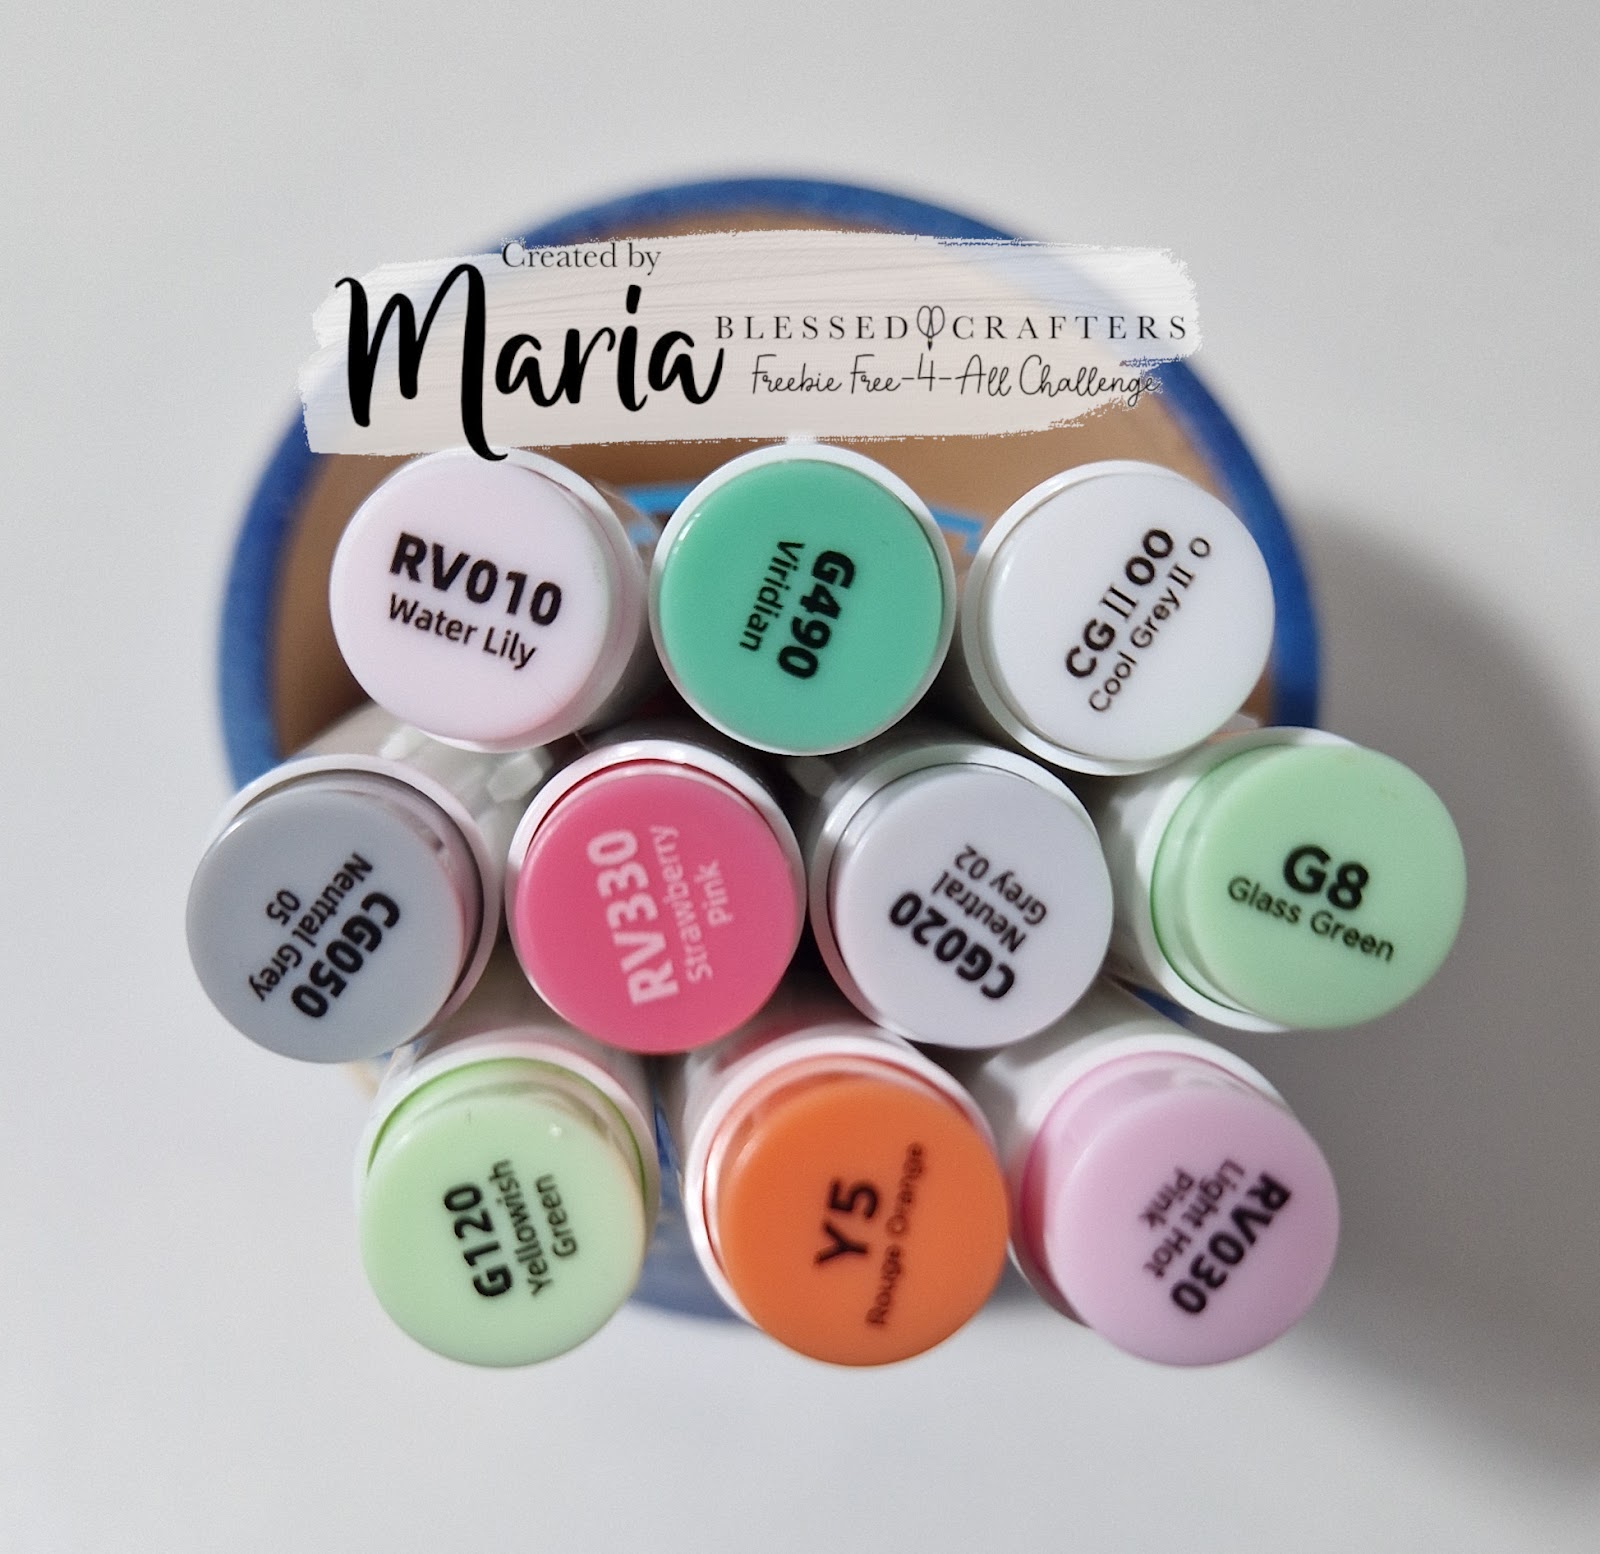 Created by
Maria
BLESSED CRAFTERS
Freebie Free-4-All Challenge
RV010
Water Lily
G490
Viridian
CG II 00
Cool Grey II 0
CG050
Neutral Grey
05
RV330
Strawberry
Pink
CG020
Neutral
Grey 02
G8
Glass Green
G120
Yellowish
Green
Y5
Rouge Orange
RV030
Light Hot
Pink